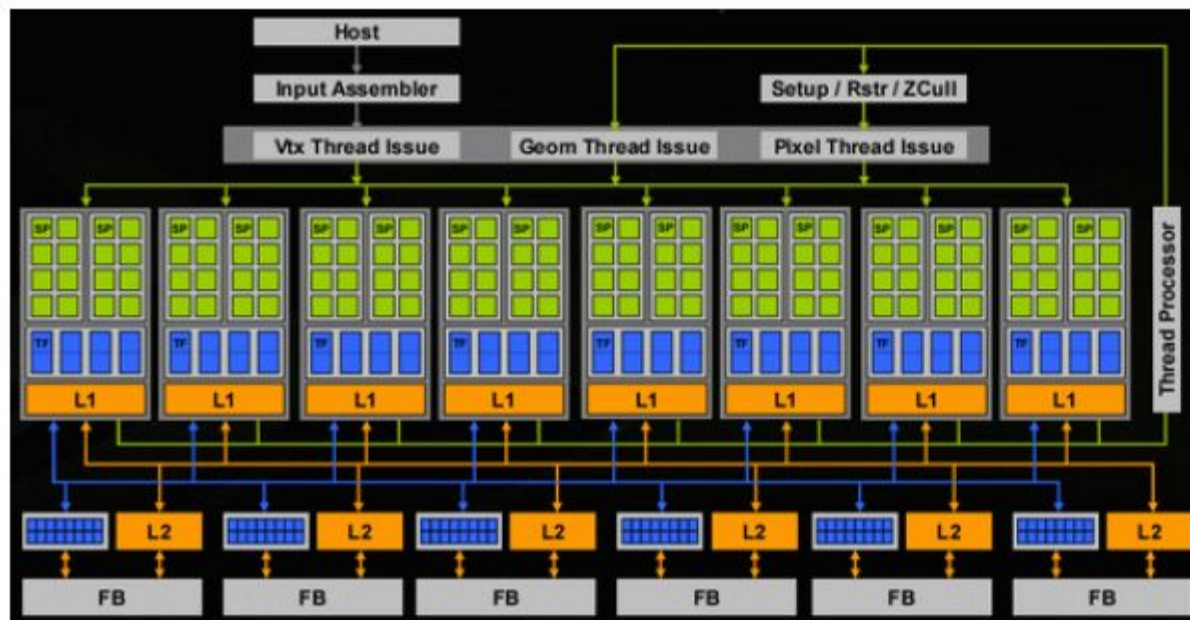 Host
Input Assembler
Setup / Rstr / ZCull
Vtx Thread Issue
Geom Thread Issue
Pixel Thread Issue
SP SP SP SP SP SP SP SP SP SP SP SP SP SP SP SP
Thread Processor
TF TF TF TF TF TF TF TF
L1 L1 L1 L1 L1 L1 L1 L1
L2 L2 L2 L2 L2 L2
FB FB FB FB FB FB